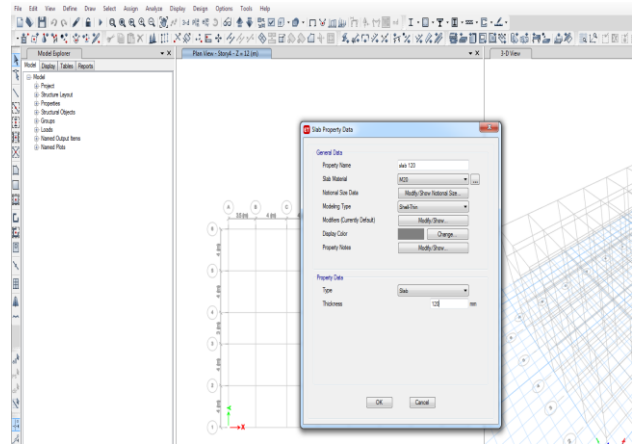 File Edit View Define Draw Select Assign Analyze Display Design Options Tools Help
Model Explorer
Plan View - Story4 - Z = 12 (m)
3-D View
Model Display Tables Reports
Model
Project
Structure Layout
Properties
Structural Objects
Groups
Loads
Named Output Items
Named Plots
Slab Property Data
General Data
Property Name slab 120
Slab Material M25
Notional Size Data Modify/Show Notional Size...
Modeling Type Shell-Thin
Modifiers (Currently Default) Modify/Show...
Display Color Change...
Property Notes Modify/Show...
Property Data
Type Slab
Thickness 120 mm
OK Cancel
A B C
X